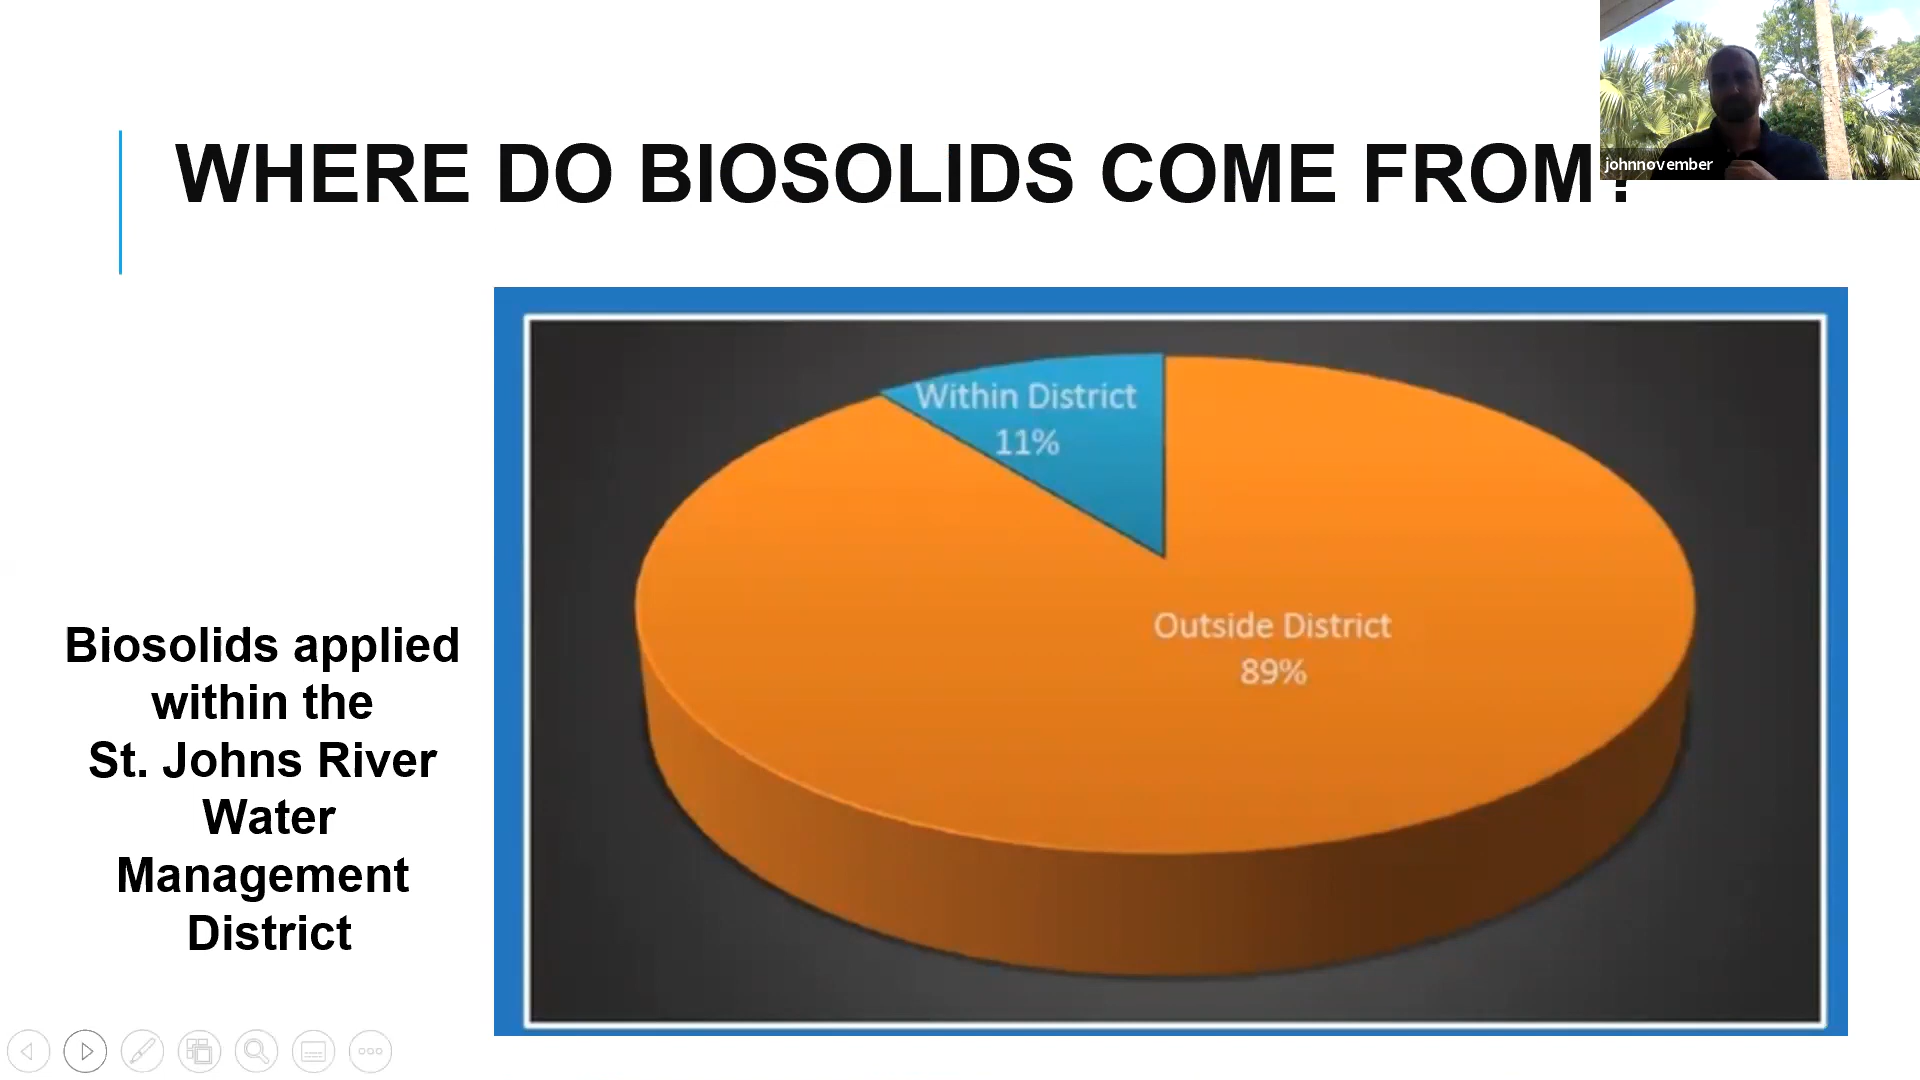 WHERE DO BIOSOLIDS COME FROM?
johnnovember
Within District
11%
Outside District
89%
Biosolids applied
within the
St. Johns River
Water
Management
District